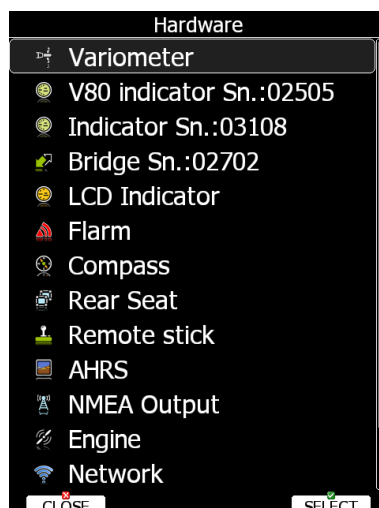 Hardware
Variometer
V80 indicator Sn.:02505
Indicator Sn.:03108
Bridge Sn.:02702
LCD Indicator
Flarm
Compass
Rear Seat
Remote stick
AHRS
NMEA Output
Engine
Network
CLOSE SELECT